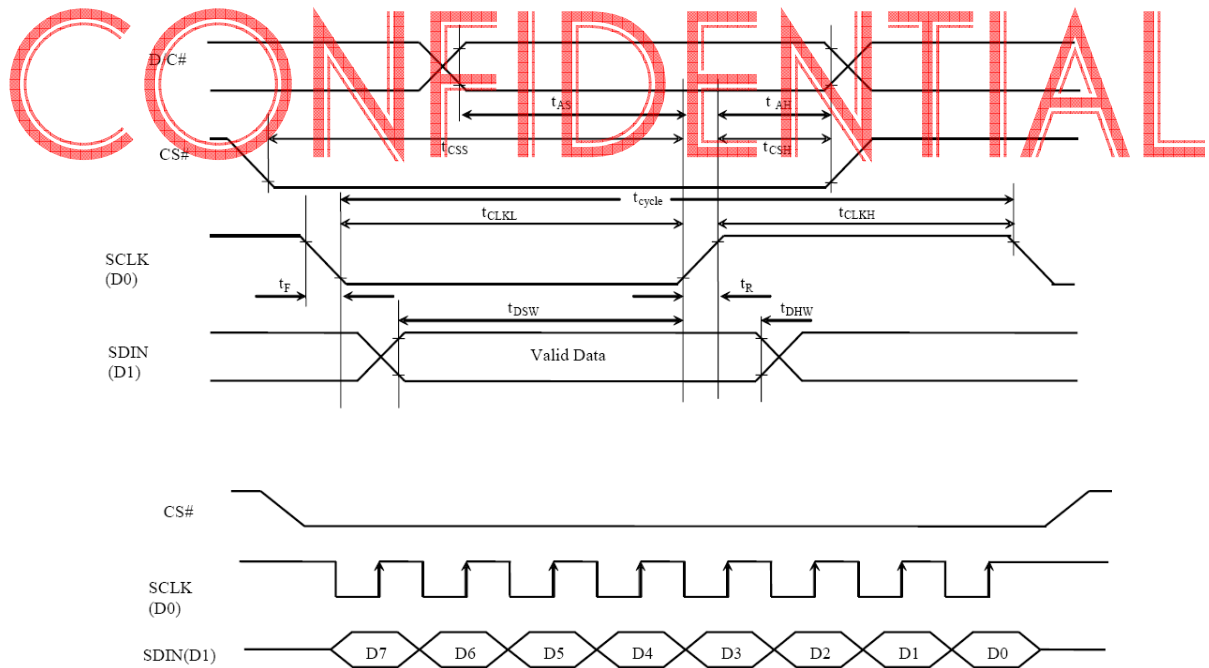 CONFIDENTIAL
D/C#
tAS
tAH
CS#
tCSS
tCSH
tcycle
tCLKL
tCLKH
SCLK
(D0)
tF
tR
tDSW
tDHW
SDIN
(D1)
Valid Data
CS#
SCLK
(D0)
SDIN(D1)
D7 D6 D5 D4 D3 D2 D1 D0